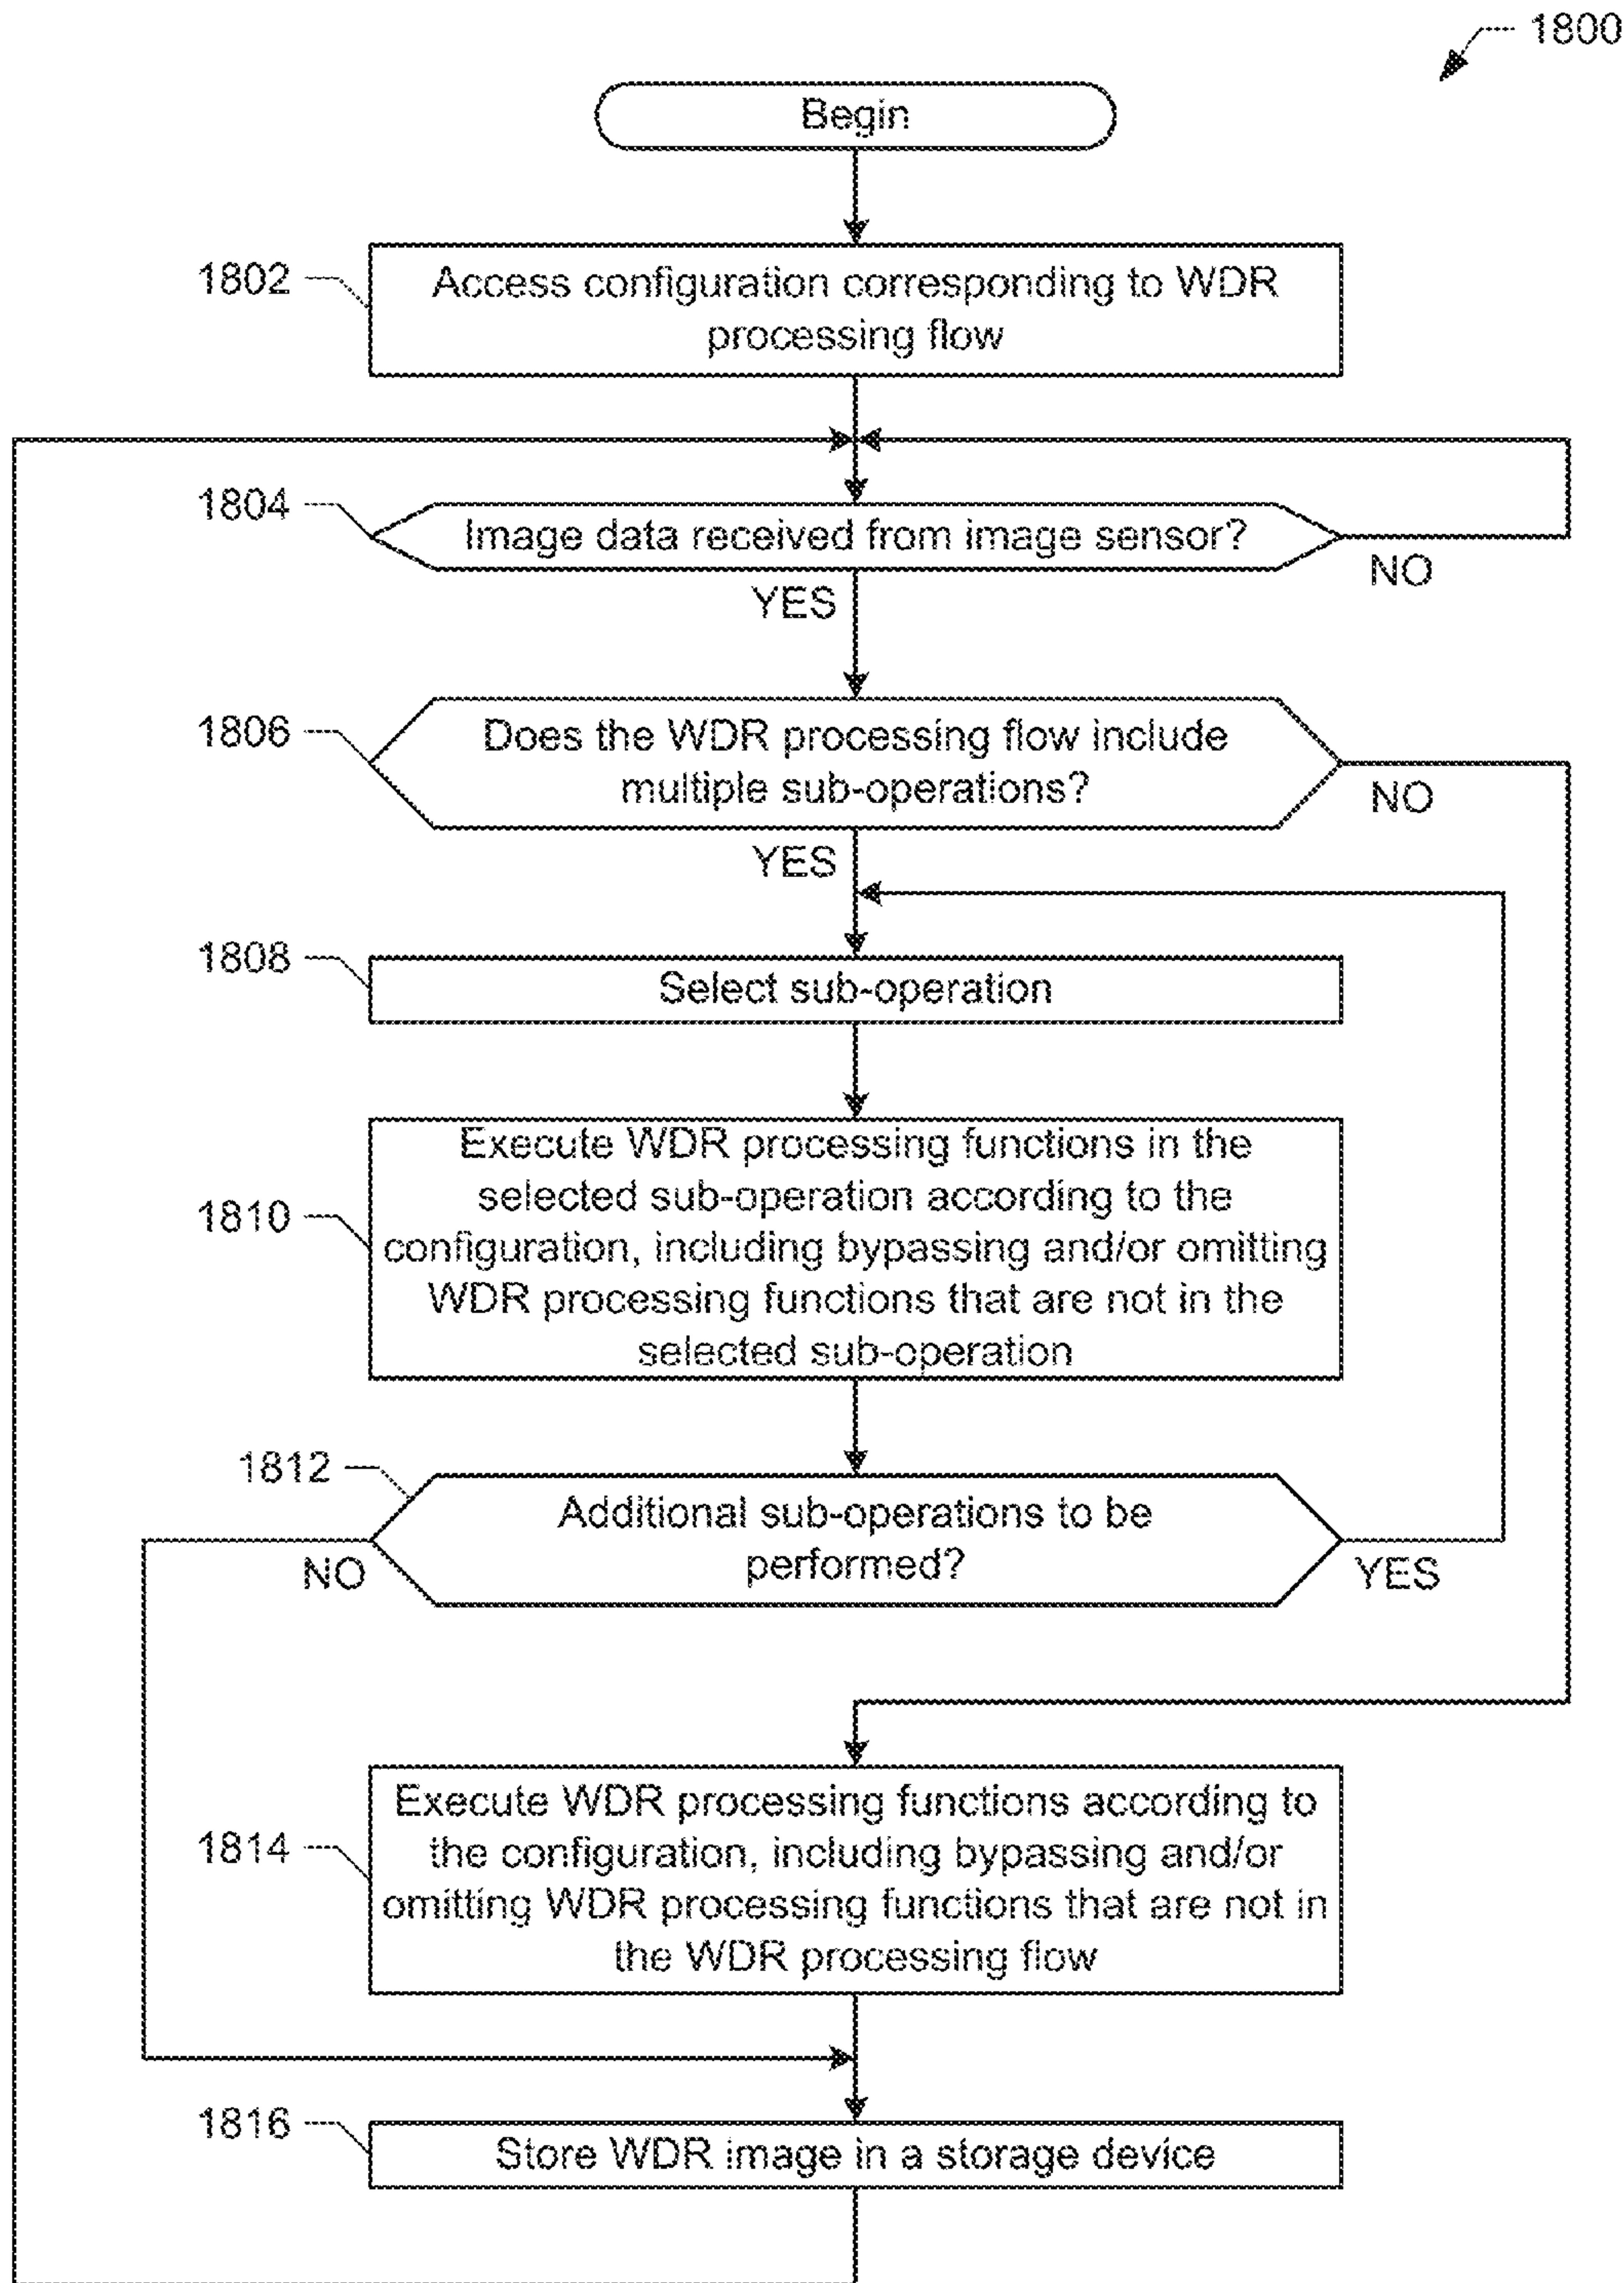 1800
Begin
1802
Access configuration corresponding to WDR
processing flow
1804
Image data received from image sensor?
NO
YES
1806
Does the WDR processing flow include
multiple sub-operations?
NO
YES
1808
Select sub-operation
1810
Execute WDR processing functions in the
selected sub-operation according to the
configuration, including bypassing and/or omitting
WDR processing functions that are not in the
selected sub-operation
1812
Additional sub-operations to be
performed?
NO
YES
1814
Execute WDR processing functions according to
the configuration, including bypassing and/or
omitting WDR processing functions that are not in
the WDR processing flow
1816
Store WDR image in a storage device